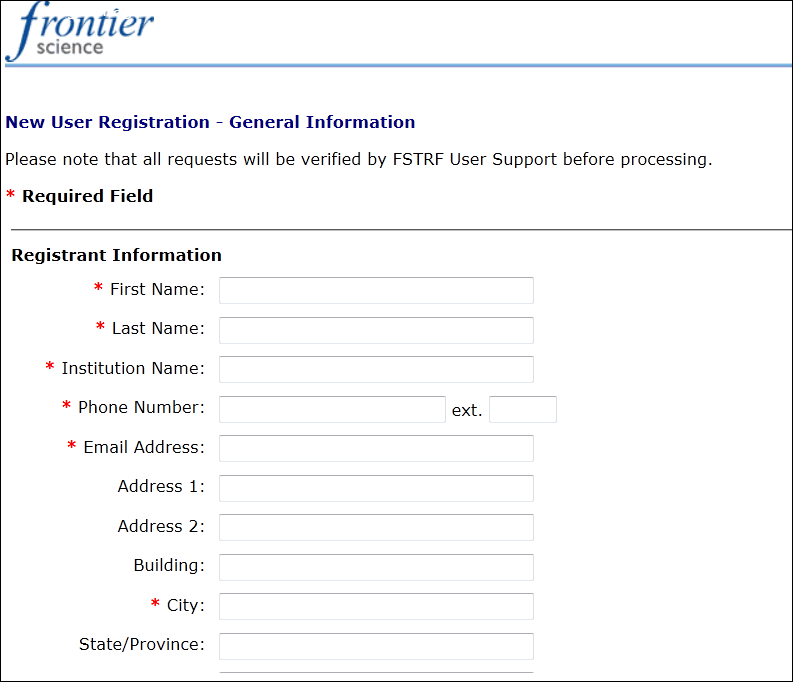 frontier
science
New User Registration - General Information
Please note that all requests will be verified by FSTRF User Support before processing.
* Required Field
Registrant Information
* First Name:
* Last Name:
* Institution Name:
* Phone Number: ext.
* Email Address:
Address 1:
Address 2:
Building:
* City:
State/Province: